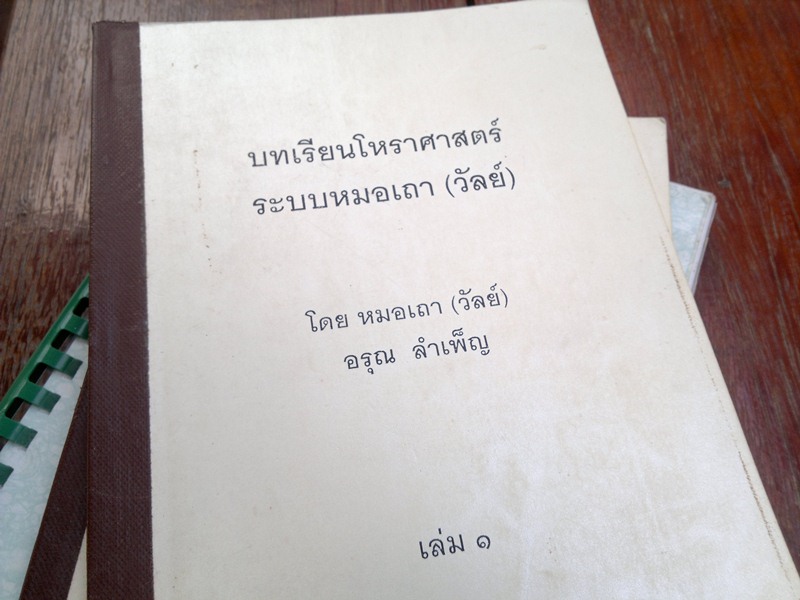 บทเรียนโหราศาสตร์
ระบบหมอเถา (วัลย์)
โดย หมอเถา (วัลย์)
อรุณ ลำเพ็ญ
เล่ม ๑